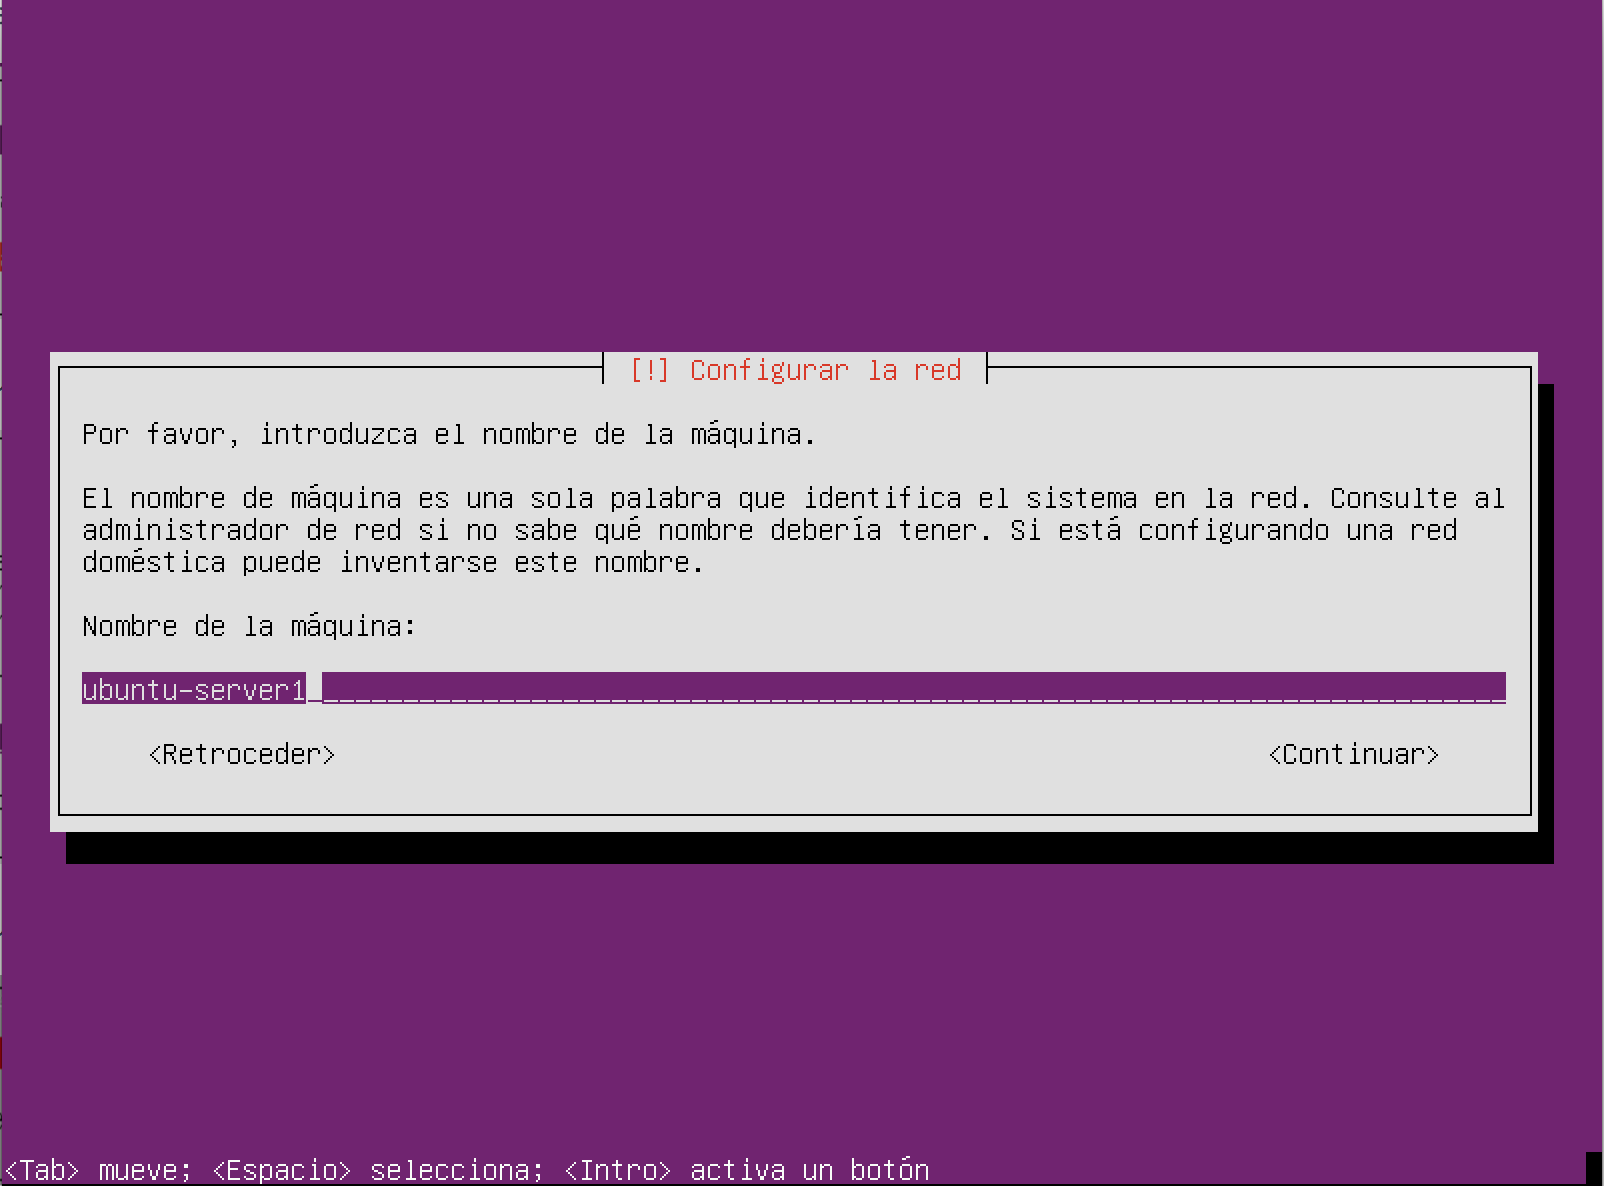 [!] Configurar la red
Por favor, introduzca el nombre de la máquina.
El nombre de máquina es una sola palabra que identifica el sistema en la red. Consulte al
administrador de red si no sabe qué nombre debería tener. Si está configurando una red
doméstica puede inventarse este nombre.
Nombre de la máquina:
ubuntu-server1
<Retroceder> <Continuar>
<Tab> mueve; <Espacio> selecciona; <Intro> activa un botón